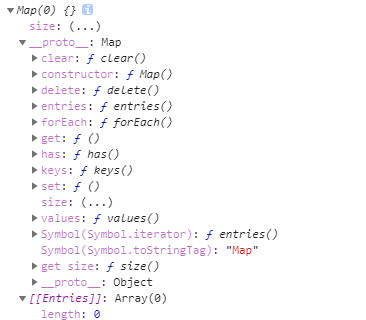 Map(0) {} i
size: (...)
__proto__: Map
clear: ƒ clear()
constructor: ƒ Map()
delete: ƒ delete()
entries: ƒ entries()
forEach: ƒ forEach()
get: ƒ ()
has: ƒ has()
keys: ƒ keys()
set: ƒ ()
size: (...)
values: ƒ values()
Symbol(Symbol.iterator): ƒ entries()
Symbol(Symbol.toStringTag): "Map"
get size: ƒ size()
__proto__: Object
[[Entries]]: Array(0)
length: 0